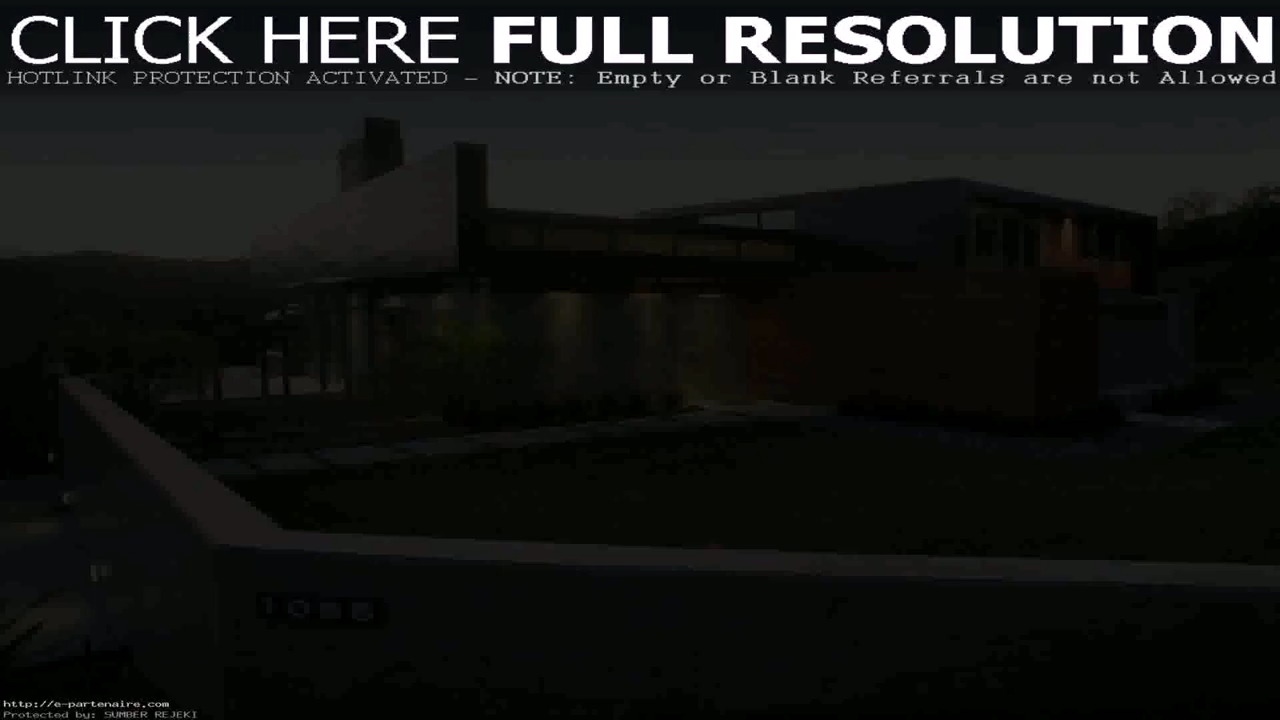 CLICK HERE FULL RESOLUTION
HOTLINK PROTECTION ACTIVATED - NOTE: Empty or Blank Referrals are not Allowed
http://e-partenaire.com
Protected by: SUMBER REJEKI